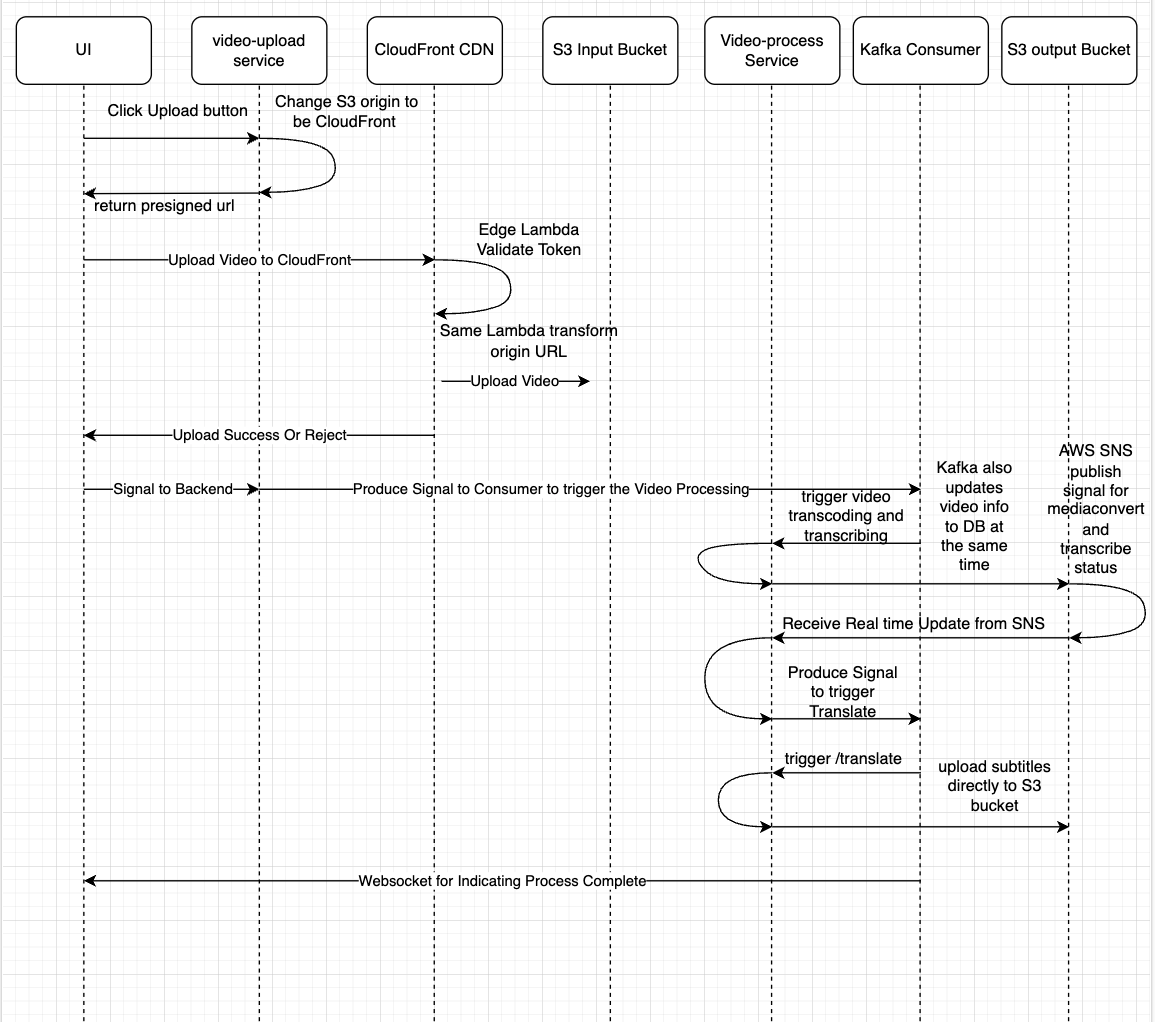 UI
video-upload
service
CloudFront CDN
S3 Input Bucket
Video-process
Service
Kafka Consumer
S3 output Bucket
Click Upload button
Change S3 origin to
be CloudFront
return presigned url
Edge Lambda
Validate Token
Upload Video to CloudFront
Same Lambda transform
origin URL
Upload Video
Upload Success Or Reject
Signal to Backend
Produce Signal to Consumer to trigger the Video Processing
trigger video
transcoding and
transcribing
Kafka also
updates
video info
to DB at
the same
time
AWS SNS
publish
signal for
mediaconvert
and
transcribe
status
Receive Real time Update from SNS
Produce Signal
to trigger
Translate
trigger /translate
upload subtitles
directly to S3
bucket
Websocket for Indicating Process Complete